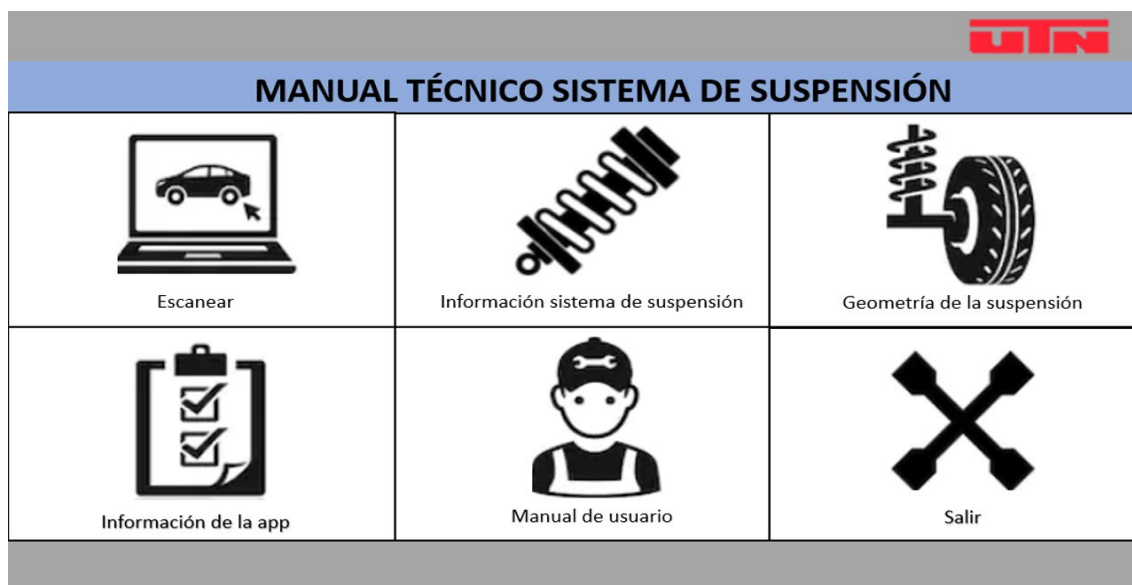 UTN
MANUAL TÉCNICO SISTEMA DE SUSPENSIÓN
Escanear
Información sistema de suspensión
Geometría de la suspensión
Información de la app
Manual de usuario
Salir